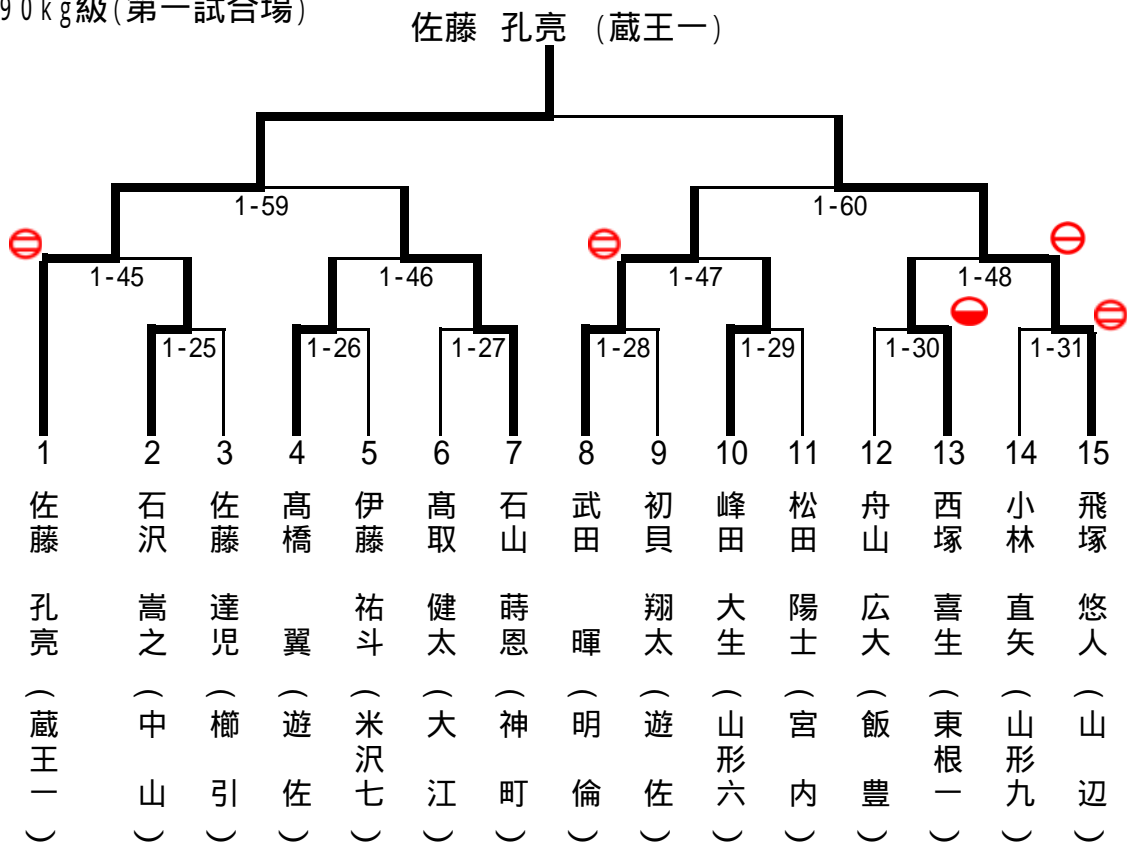 90kg級(第一試合場)
佐藤 孔亮 (蔵王一)
1-59
1-60
1-45
1-46
1-47
1-48
1-25
1-26
1-27
1-28
1-29
1-30
1-31
1 2 3 4 5 6 7 8 9 10 11 12 13 14 15
佐藤 孔亮 (蔵王一)
石沢 嵩之 (中山)
佐藤 達児 (櫛引)
髙橋 翼 (遊佐)
伊藤 祐斗 (米沢七)
髙取 健太 (大江)
石山 蒔恩 (神町)
武田 暉 (明倫)
初貝 翔太 (遊佐)
峰田 大生 (山形六)
松田 陽士 (宮内)
舟山 広大 (飯豊)
西塚 喜生 (東根一)
小林 直矢 (山形九)
飛塚 悠人 (山辺)